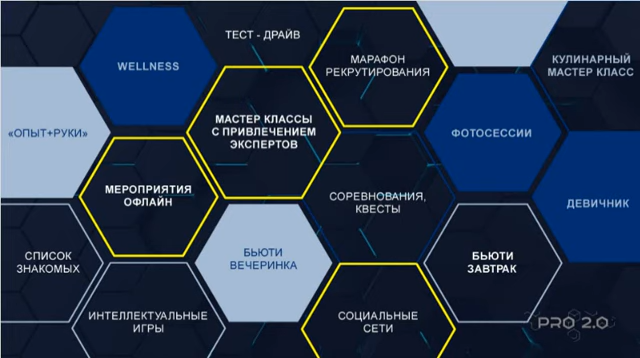 ТЕСТ - ДРАЙВ
WELLNESS
МАРАФОН
РЕКРУТИРОВАНИЯ
КУЛИНАРНЫЙ
МАСТЕР КЛАСС
«ОПЫТ+РУКИ»
МАСТЕР КЛАССЫ
С ПРИВЛЕЧЕНИЕМ
ЭКСПЕРТОВ
ФОТОСЕССИИ
МЕРОПРИЯТИЯ
ОФЛАЙН
СОРЕВНОВАНИЯ,
КВЕСТЫ
ДЕВИЧНИК
СПИСОК
ЗНАКОМЫХ
БЬЮТИ
ВЕЧЕРИНКА
БЬЮТИ
ЗАВТРАК
ИНТЕЛЛЕКТУАЛЬНЫЕ
ИГРЫ
СОЦИАЛЬНЫЕ
СЕТИ
PRO 2.0